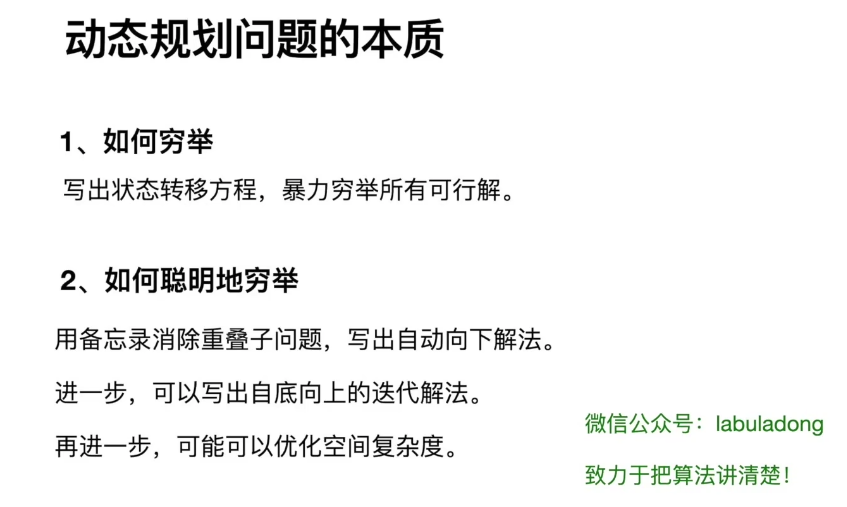 动态规划问题的本质
1、如何穷举
写出状态转移方程，暴力穷举所有可行解。
2、如何聪明地穷举
用备忘录消除重叠子问题，写出自动向下解法。
进一步，可以写出自底向上的迭代解法。
再进一步，可能可以优化空间复杂度。
微信公众号：labuladong
致力于把算法讲清楚！